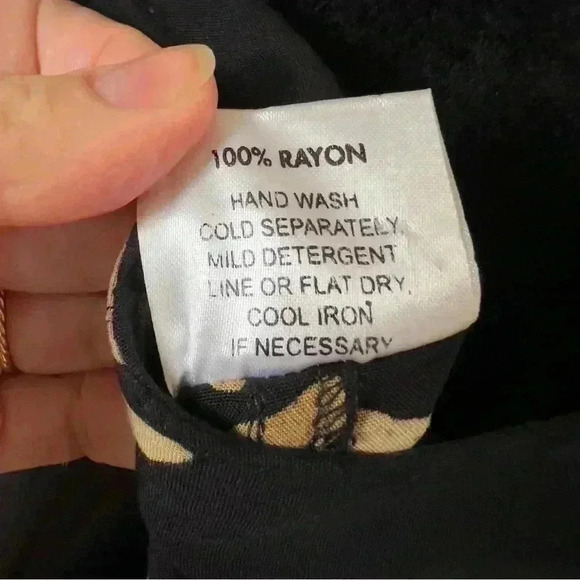 100% RAYON
HAND WASH
COLD SEPARATELY.
MILD DETERGENT
LINE OR FLAT DRY.
COOL IRON
IF NECESSARY